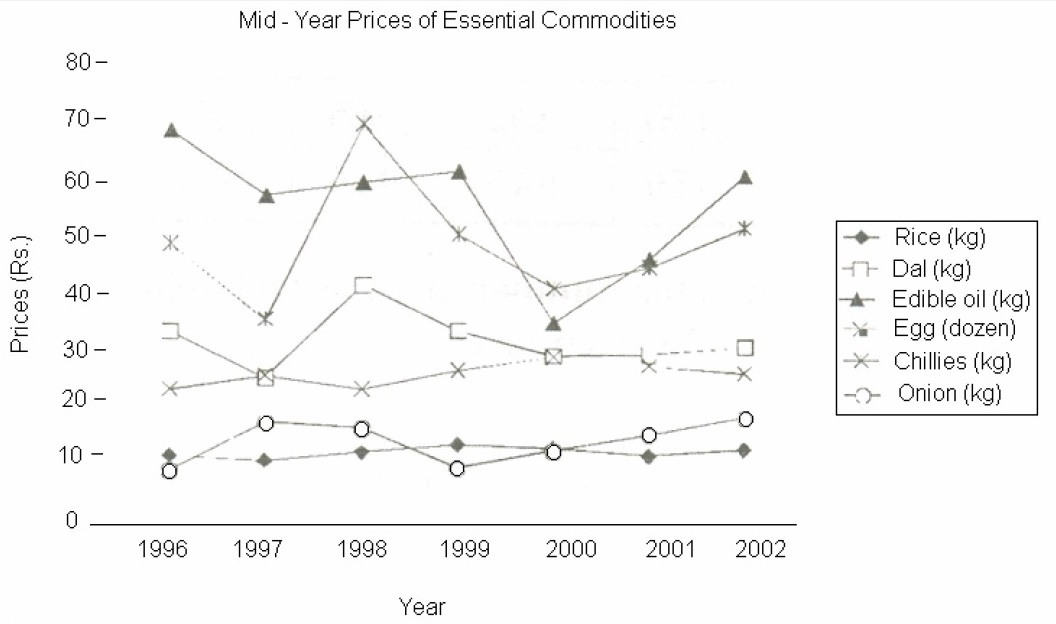 Mid - Year Prices of Essential Commodities
80
70
60
50
40
30
20
10
0
Prices (Rs.)
1996 1997 1998 1999 2000 2001 2002
Year
Rice (kg)
Dal (kg)
Edible oil (kg)
Egg (dozen)
Chillies (kg)
Onion (kg)